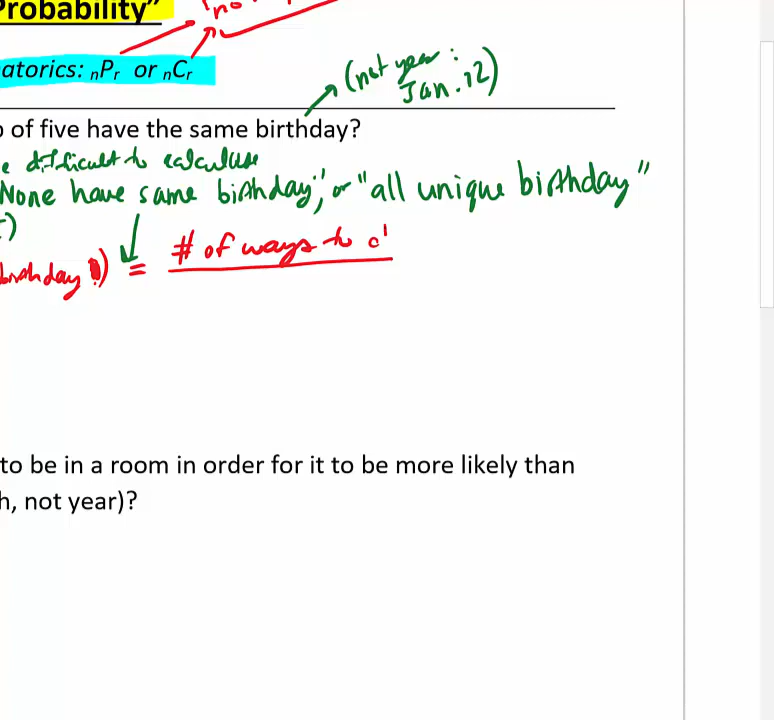 Probability"
"no
atorics: nPr or nCr
(not year:
Jan. 12)
of five have the same birthday?
e difficult to calculate
None have same birthday", or "all unique birthday"
birthday) = # of ways to
to be in a room in order for it to be more likely than
h, not year)?